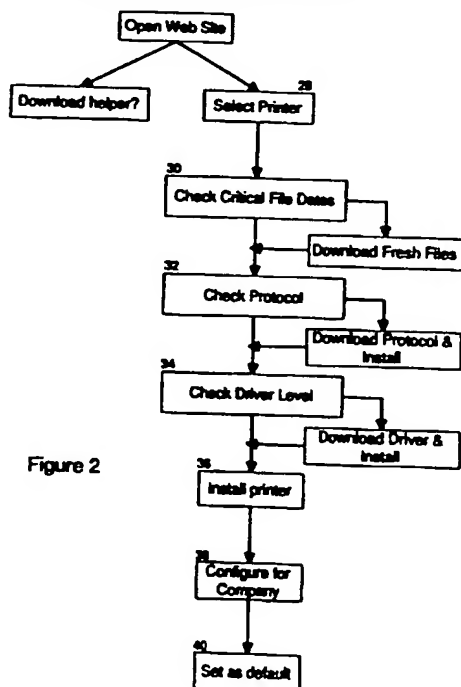 Open Web Site
Download helper?
28
Select Printer
30
Check Critical File Dates
Download Fresh Files
32
Check Protocol
Download Protocol &
Install
34
Check Driver Level
Download Driver &
Install
Figure 2
36
Install printer
38
Configure for
Company
40
Set as default